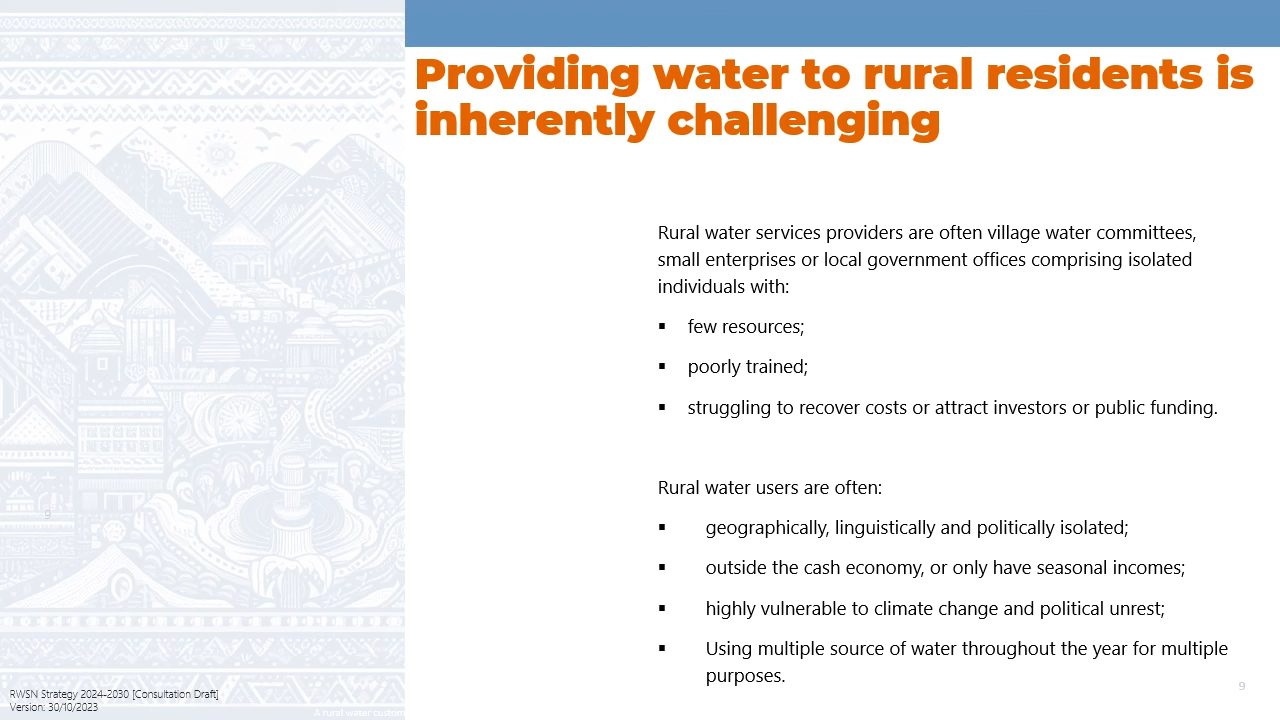 Providing water to rural residents is
inherently challenging
Rural water services providers are often village water committees,
small enterprises or local government offices comprising isolated
individuals with:
▪ few resources;
▪ poorly trained;
▪ struggling to recover costs or attract investors or public funding.
Rural water users are often:
▪ geographically, linguistically and politically isolated;
▪ outside the cash economy, or only have seasonal incomes;
▪ highly vulnerable to climate change and political unrest;
▪ Using multiple source of water throughout the year for multiple
purposes.
9
9
RWSN Strategy 2024-2030 [Consultation Draft]
Version: 30/10/2023
A rural water custom